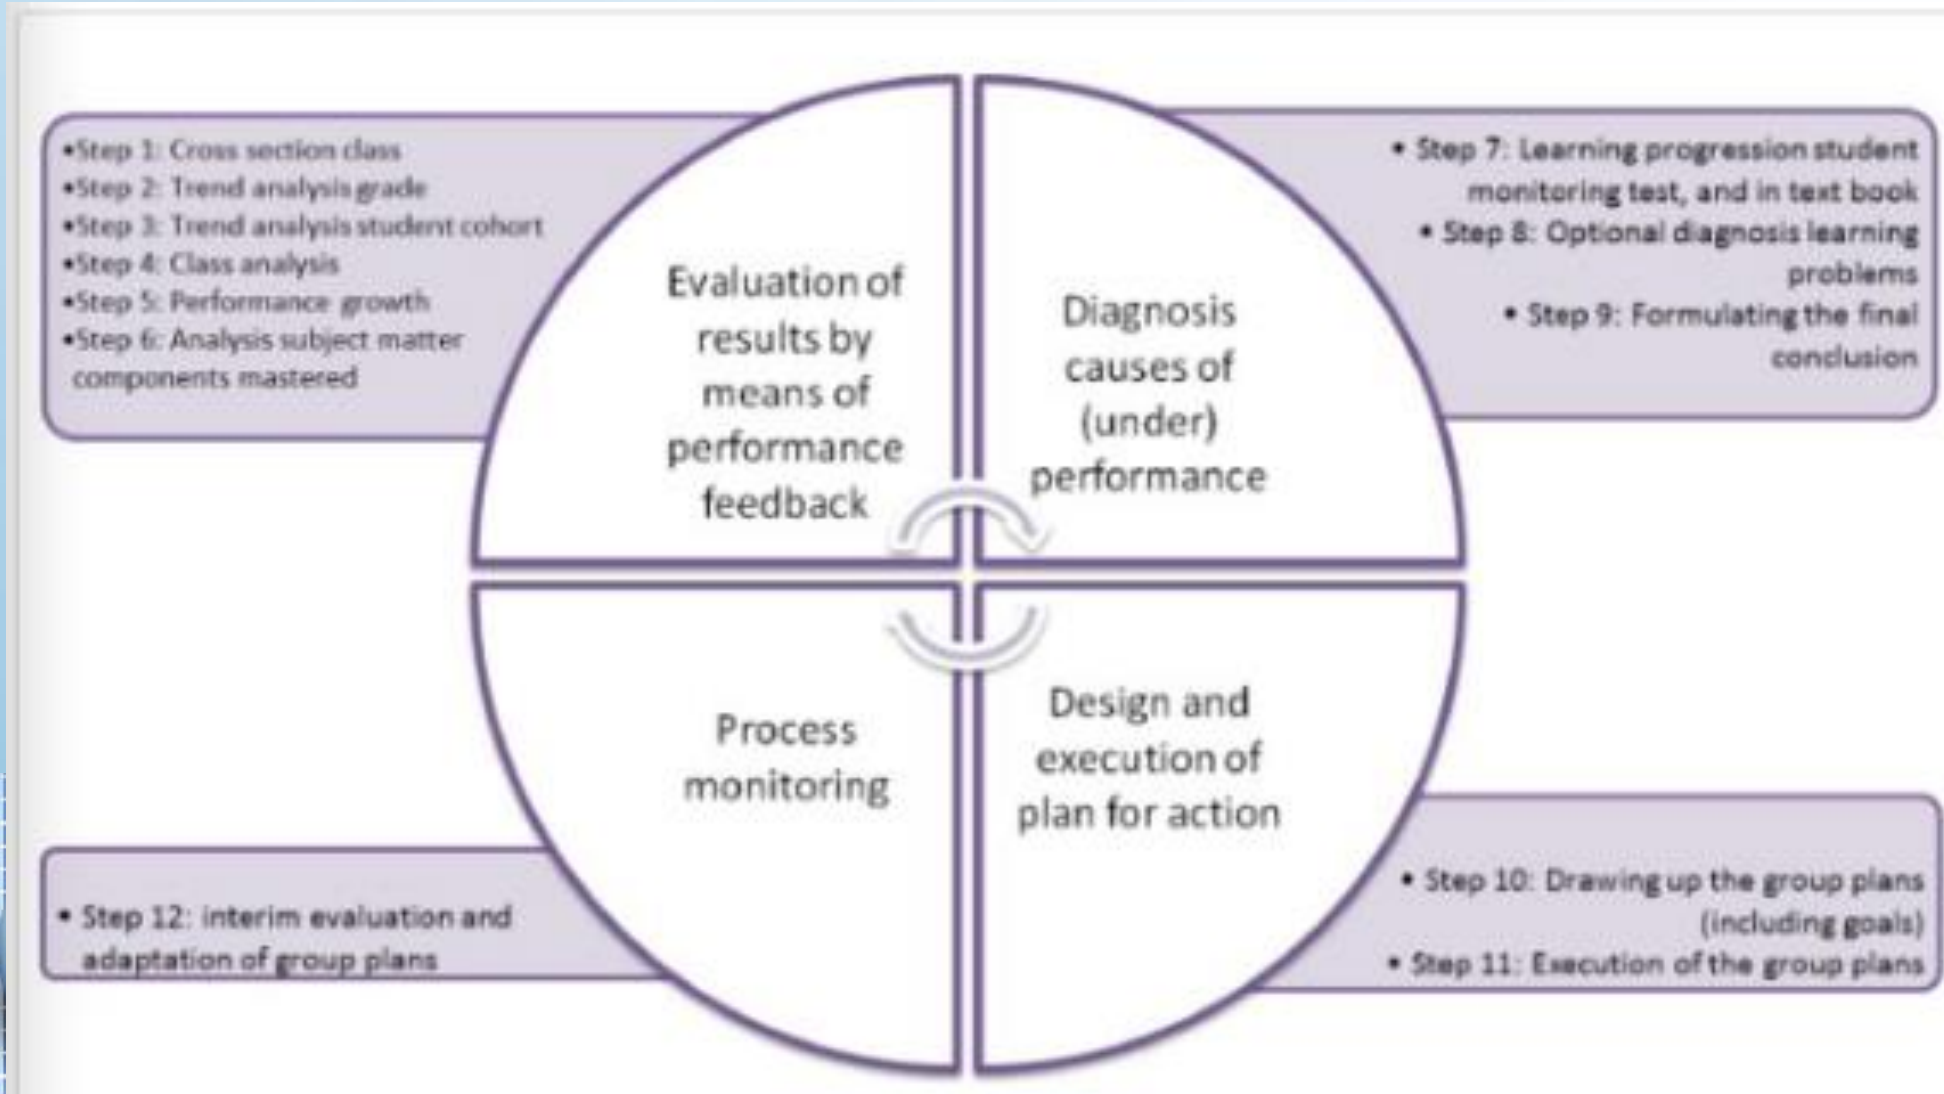 •Step 1: Cross section class
•Step 2: Trend analysis grade
•Step 3: Trend analysis student cohort
•Step 4: Class analysis
•Step 5: Performance growth
•Step 6: Analysis subject matter
components mastered
Evaluation of
results by
means of
performance
feedback
Diagnosis
causes of
(under)
performance
• Step 7: Learning progression student
monitoring test, and in text book
• Step 8: Optional diagnosis learning
problems
• Step 9: Formulating the final
conclusion
Process
monitoring
Design and
execution of
plan for action
• Step 12: interim evaluation and
adaptation of group plans
• Step 10: Drawing up the group plans
(including goals)
• Step 11: Execution of the group plans